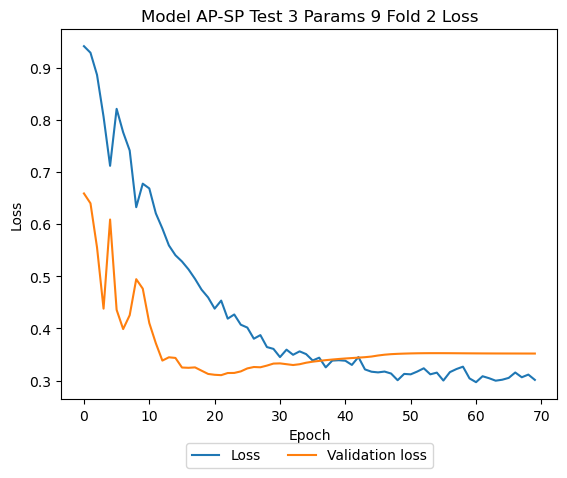 Model AP-SP Test 3 Params 9 Fold 2 Loss
0.9
0.8
0.7
0.6
0.5
0.4
0.3
Loss
0 10 20 30 40 50 60 70
Epoch
Loss Validation loss